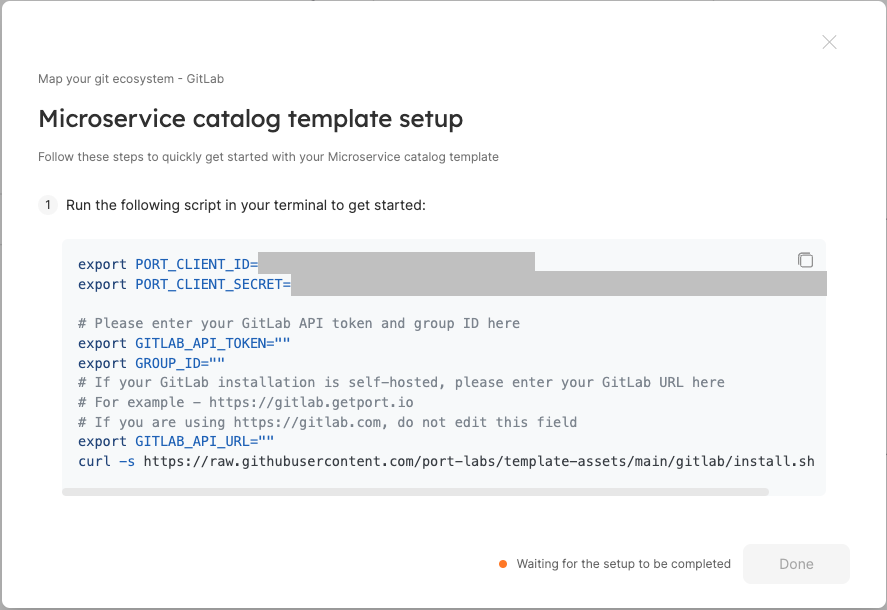 Map your git ecosystem - GitLab
Microservice catalog template setup
Follow these steps to quickly get started with your Microservice catalog template
1 Run the following script in your terminal to get started:
export PORT_CLIENT_ID=
export PORT_CLIENT_SECRET=
# Please enter your GitLab API token and group ID here
export GITLAB_API_TOKEN=""
export GROUP_ID=""
# If your GitLab installation is self-hosted, please enter your GitLab URL here
# For example - https://gitlab.getport.io
# If you are using https://gitlab.com, do not edit this field
export GITLAB_API_URL=""
curl -s https://raw.githubusercontent.com/port-labs/template-assets/main/gitlab/install.sh
Waiting for the setup to be completed
Done